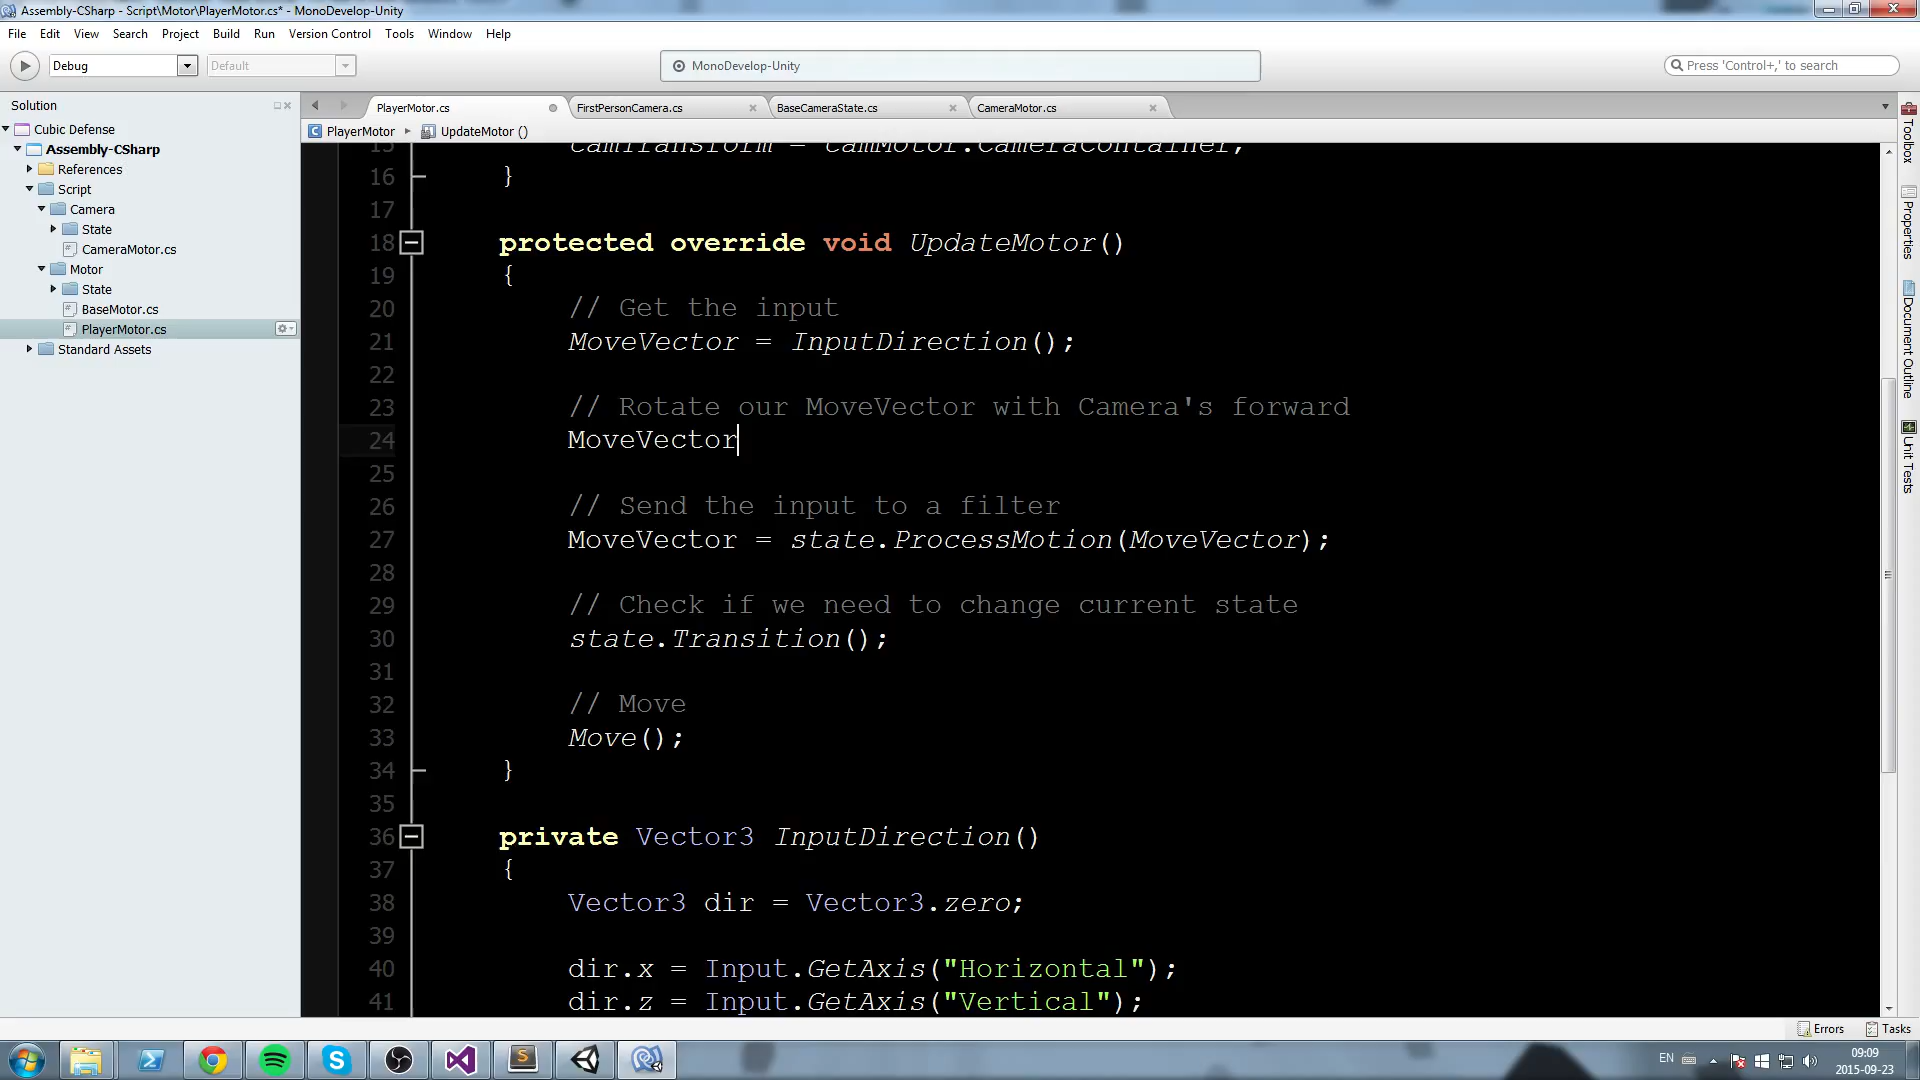 Assembly-CSharp - Script\Motor\PlayerMotor.cs* - MonoDevelop-Unity
File Edit View Search Project Build Run Version Control Tools Window Help
Debug Default MonoDevelop-Unity Press 'Control+,' to search
Solution
Cubic Defense
Assembly-CSharp
References
Script
Camera
State
CameraMotor.cs
Motor
State
BaseMotor.cs
PlayerMotor.cs
Standard Assets
PlayerMotor.cs FirstPersonCamera.cs BaseCameraState.cs CameraMotor.cs
PlayerMotor UpdateMotor ()
15 camTransform = camMotor.CameraContainer;
16 }
17
18 protected override void UpdateMotor()
19 {
20 // Get the input
21 MoveVector = InputDirection();
22
23 // Rotate our MoveVector with Camera's forward
24 MoveVector
25
26 // Send the input to a filter
27 MoveVector = state.ProcessMotion(MoveVector);
28
29 // Check if we need to change current state
30 state.Transition();
31
32 // Move
33 Move();
34 }
35
36 private Vector3 InputDirection()
37 {
38 Vector3 dir = Vector3.zero;
39
40 dir.x = Input.GetAxis("Horizontal");
41 dir.z = Input.GetAxis("Vertical");
Toolbox
Properties
Document Outline
Unit Tests
Errors Tasks
EN 09:09
2015-09-23